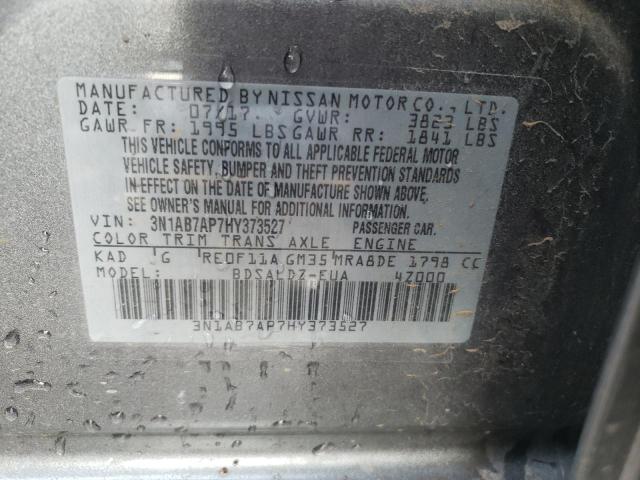 MANUFACTURED BY NISSAN MOTOR CO., LTD.
DATE: 07/17 GVWR: 3823 LBS
GAWR FR: 1995 LBS GAWR RR: 1841 LBS
THIS VEHICLE CONFORMS TO ALL APPLICABLE FEDERAL MOTOR
VEHICLE SAFETY, BUMPER AND THEFT PREVENTION STANDARDS
IN EFFECT ON THE DATE OF MANUFACTURE SHOWN ABOVE.
SEE OWNER'S MANUAL FOR ADDITIONAL INFORMATION.
VIN: 3N1AB7AP7HY373527 PASSENGER CAR.
COLOR TRIM TRANS AXLE ENGINE
KAD G RE0F11A GM35 MRA8DE 1798 CC
MODEL: BDSALDZ-EUA 4Z000
3N1AB7AP7HY373527